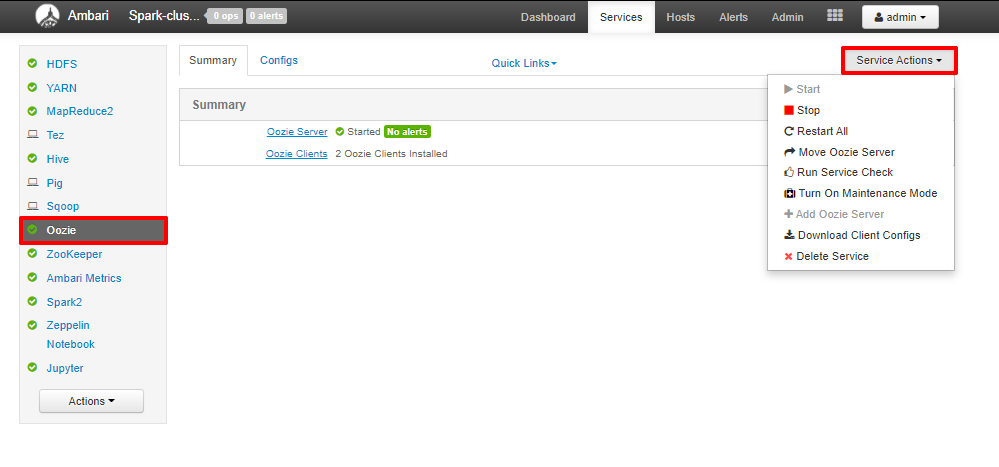 Ambari Spark-clus... 0 ops 0 alerts Dashboard Services Hosts Alerts Admin admin
HDFS
YARN
MapReduce2
Tez
Hive
Pig
Sqoop
Oozie
ZooKeeper
Ambari Metrics
Spark2
Zeppelin
Notebook
Jupyter
Actions
Summary Configs Quick Links Service Actions
Summary
Oozie Server Started No alerts
Oozie Clients 2 Oozie Clients Installed
Start
Stop
Restart All
Move Oozie Server
Run Service Check
Turn On Maintenance Mode
Add Oozie Server
Download Client Configs
Delete Service